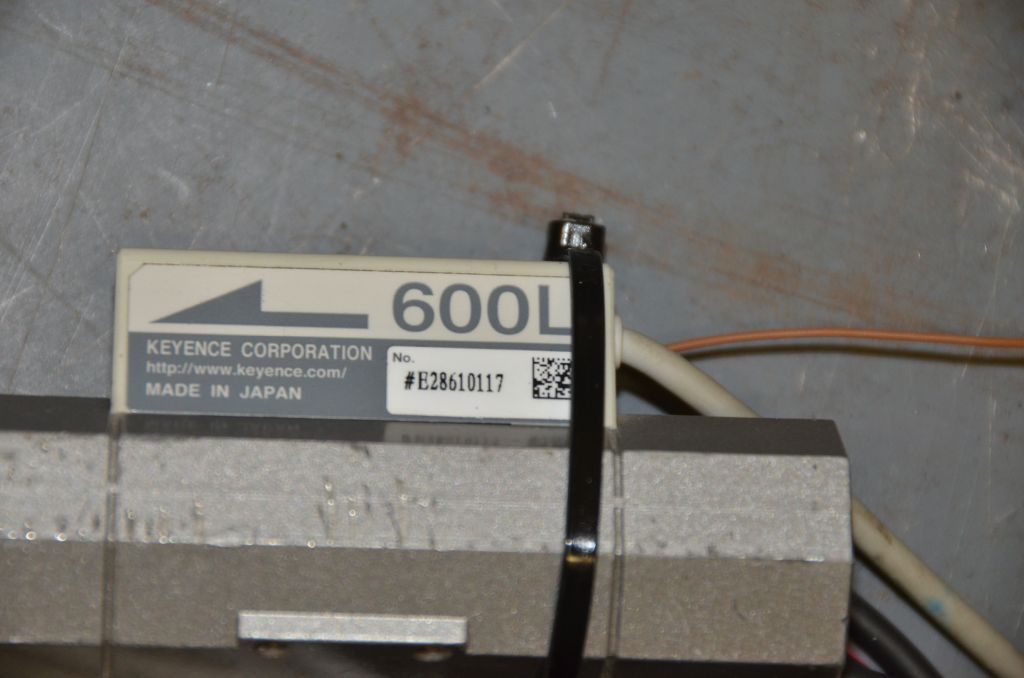 600L
KEYENCE CORPORATION
http://www.keyence.com/
MADE IN JAPAN
No.
#E28610117